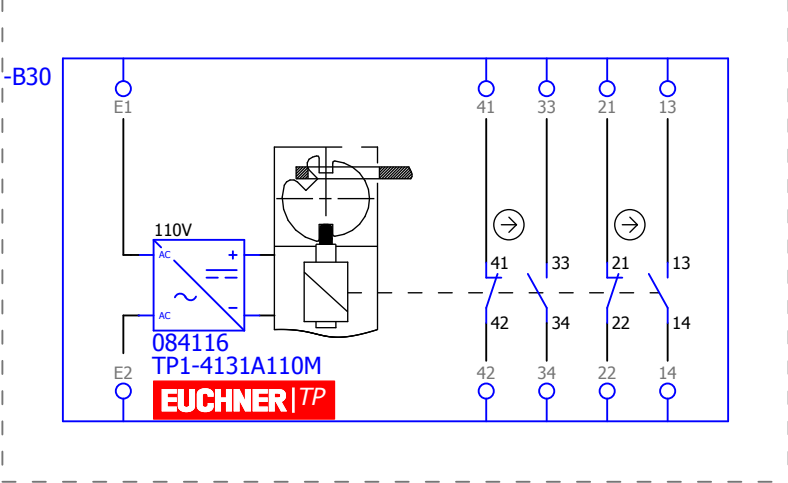 -B30
E1 41 33 21 13
110V
AC +
41 33 21 13
AC -
42 34 22 14
084116
TP1-4131A110M
E2 42 34 22 14
EUCHNER|TP